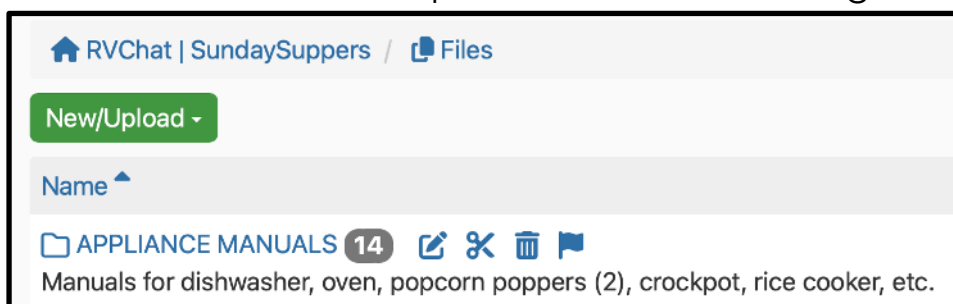 RVChat | SundaySuppers / Files
New/Upload
Name
APPLIANCE MANUALS 14
Manuals for dishwasher, oven, popcorn poppers (2), crockpot, rice cooker, etc.